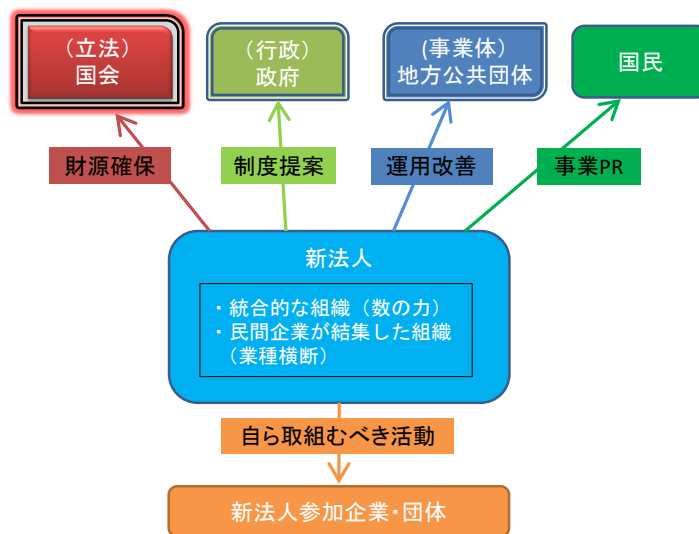 （立法）
国会
（行政）
政府
(事業体）
地方公共団体
国民
財源確保
制度提案
運用改善
事業PR
新法人
・統合的な組織（数の力）
・民間企業が結集した組織
（業種横断）
自ら取組むべき活動
新法人参加企業・団体